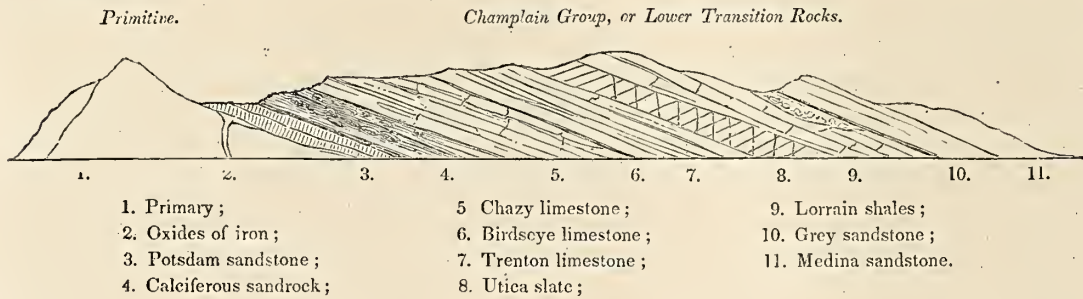 Primitive.
Champlain Group, or Lower Transition Rocks.
1. 2. 3. 4. 5. 6. 7. 8. 9. 10. 11.
1. Primary ;
2. Oxides of iron ;
3. Potsdam sandstone ;
4. Calciferous sandrock ;
5 Chazy limestone ;
6. Birdseye limestone ;
7. Trenton limestone ;
8. Utica slate ;
9. Lorrain shales ;
10. Grey sandstone ;
11. Medina sandstone.